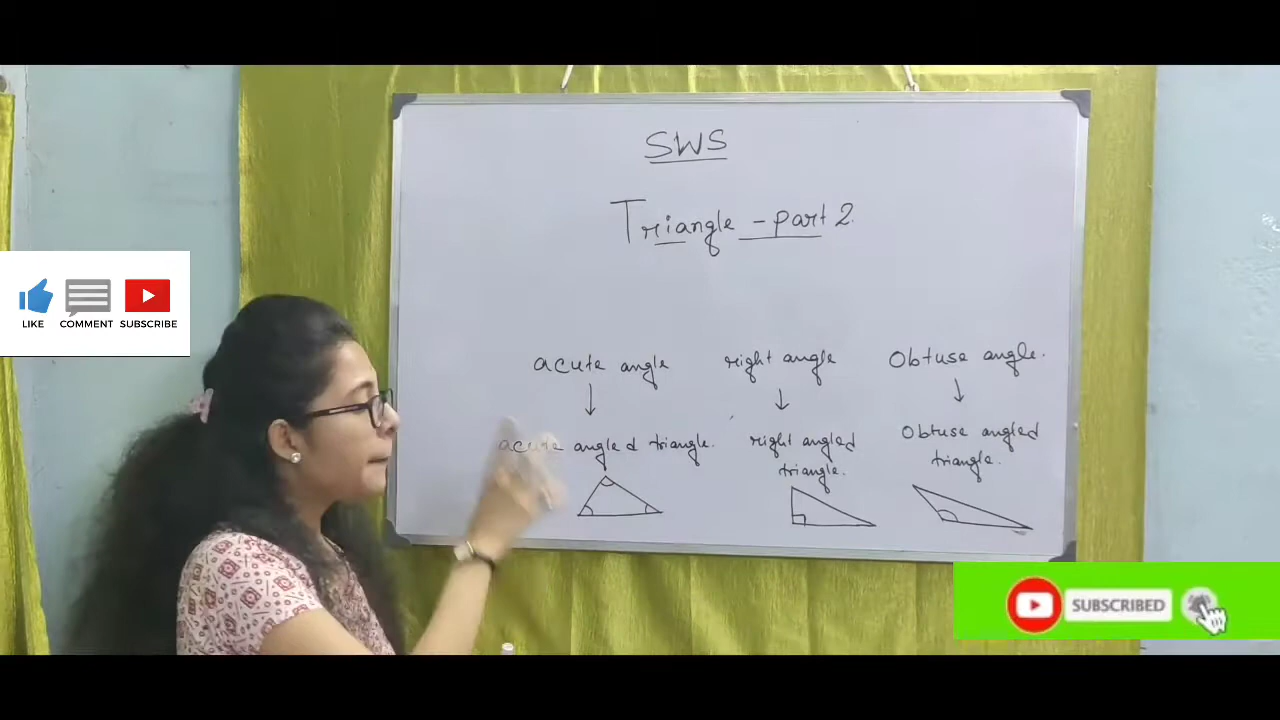 SWS
Triangle - part 2.
LIKE COMMENT SUBSCRIBE
acute angle right angle Obtuse angle.
acute angled triangle. right angled triangle. Obtuse angled triangle.
SUBSCRIBED